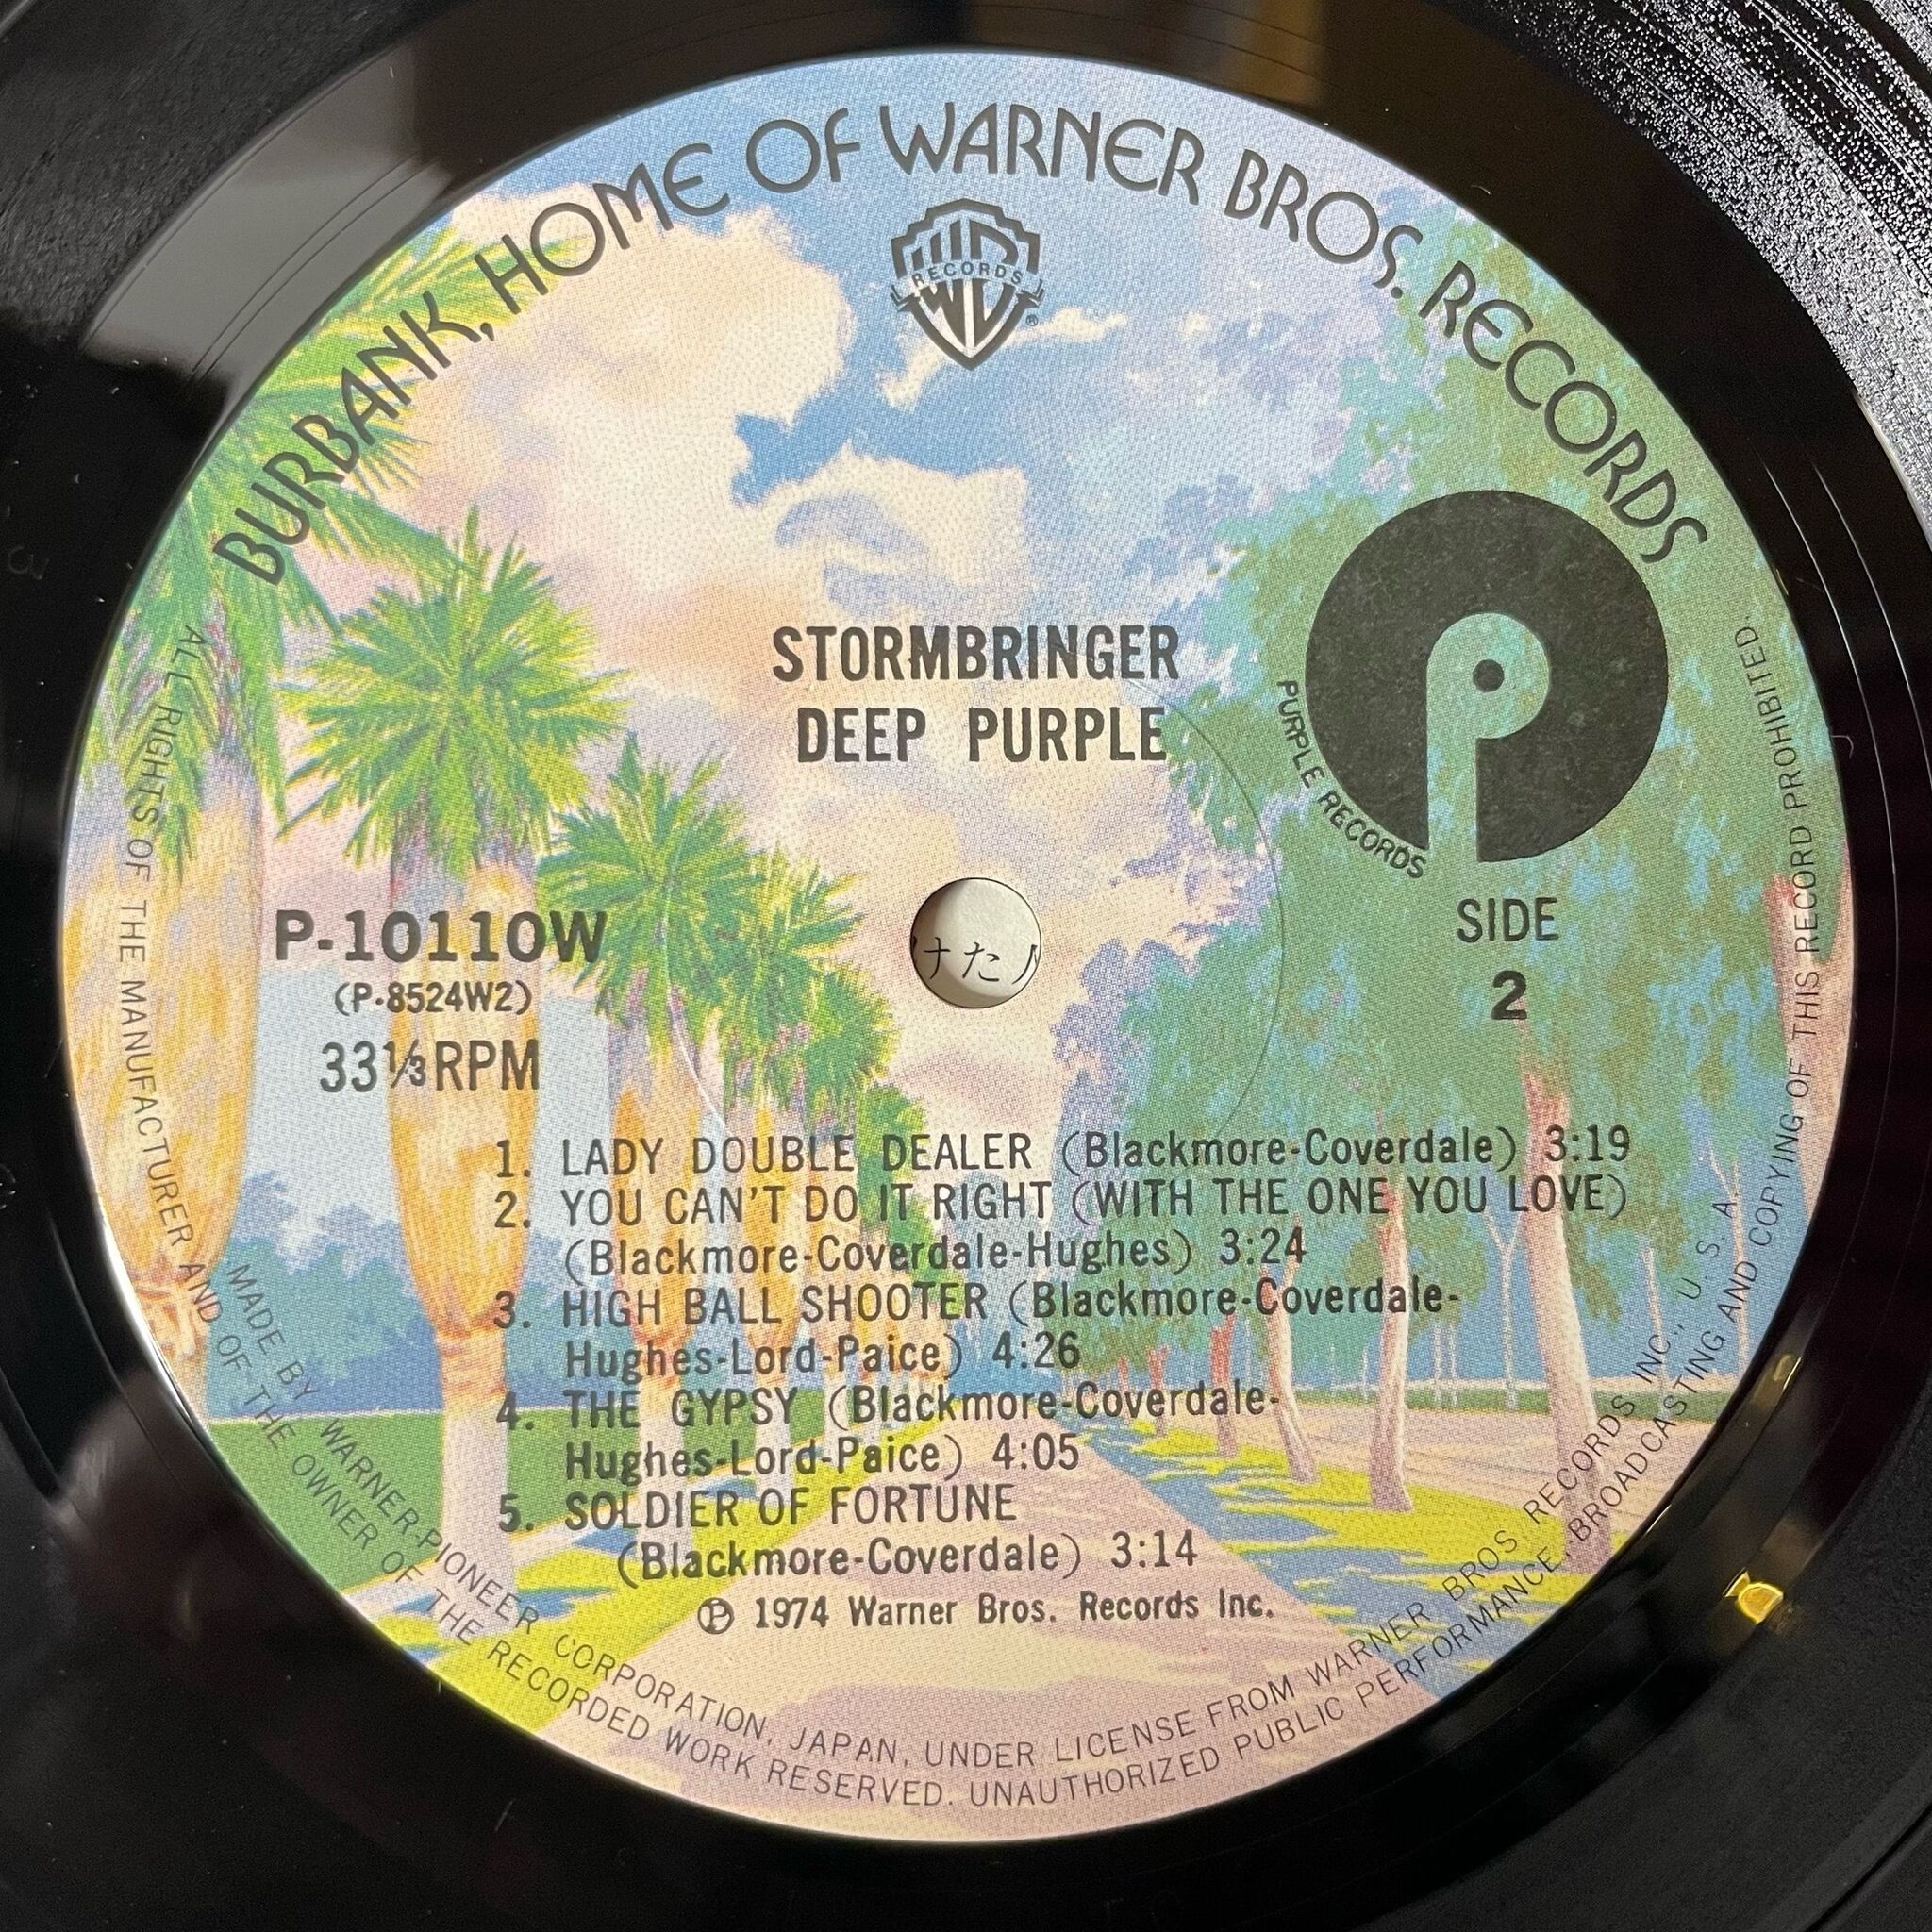 BURBANK, HOME OF WARNER BROS. RECORDS
WB
RECORDS
®
STORMBRINGER
DEEP PURPLE
PURPLE RECORDS
P-10110W
(P-8524W2)
33⅓RPM
SIDE
2
1. LADY DOUBLE DEALER (Blackmore-Coverdale) 3:19
2. YOU CAN'T DO IT RIGHT (WITH THE ONE YOU LOVE)
(Blackmore-Coverdale-Hughes) 3:24
3. HIGH BALL SHOOTER (Blackmore-Coverdale-
Hughes-Lord-Paice) 4:26
4. THE GYPSY (Blackmore-Coverdale-
Hughes-Lord-Paice) 4:05
5. SOLDIER OF FORTUNE
(Blackmore-Coverdale) 3:14
℗ 1974 Warner Bros. Records Inc.
MADE BY WARNER-PIONEER CORPORATION, JAPAN, UNDER LICENSE FROM WARNER BROS. RECORDS INC., U.S.A.
ALL RIGHTS OF THE MANUFACTURER AND OF THE OWNER OF THE RECORDED WORK RESERVED. UNAUTHORIZED PUBLIC PERFORMANCE, BROADCASTING AND COPYING OF THIS RECORD PROHIBITED.